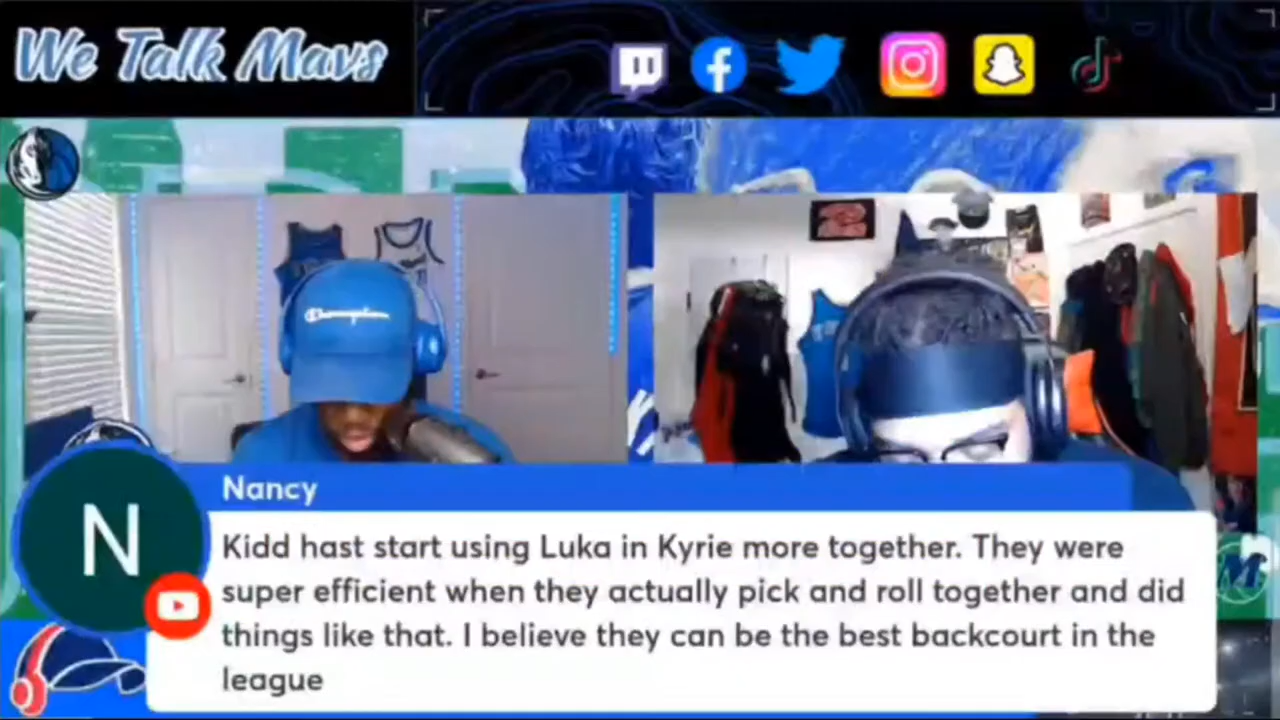 We Talk Mavs
Champion
Nancy
N
Kidd hast start using Luka in Kyrie more together. They were
super efficient when they actually pick and roll together and did
things like that. I believe they can be the best backcourt in the
league
M